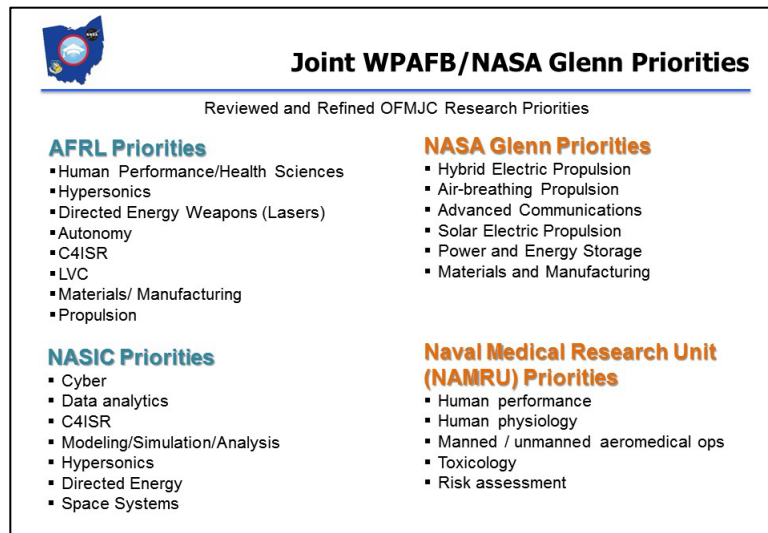 Joint WPAFB/NASA Glenn Priorities
Reviewed and Refined OFMJC Research Priorities
AFRL Priorities
▪Human Performance/Health Sciences
▪Hypersonics
▪Directed Energy Weapons (Lasers)
▪Autonomy
▪C4ISR
▪LVC
▪Materials/ Manufacturing
▪Propulsion
NASA Glenn Priorities
▪ Hybrid Electric Propulsion
▪ Air-breathing Propulsion
▪ Advanced Communications
▪ Solar Electric Propulsion
▪ Power and Energy Storage
▪ Materials and Manufacturing
NASIC Priorities
▪ Cyber
▪ Data analytics
▪ C4ISR
▪ Modeling/Simulation/Analysis
▪ Hypersonics
▪ Directed Energy
▪ Space Systems
Naval Medical Research Unit
(NAMRU) Priorities
▪ Human performance
▪ Human physiology
▪ Manned / unmanned aeromedical ops
▪ Toxicology
▪ Risk assessment